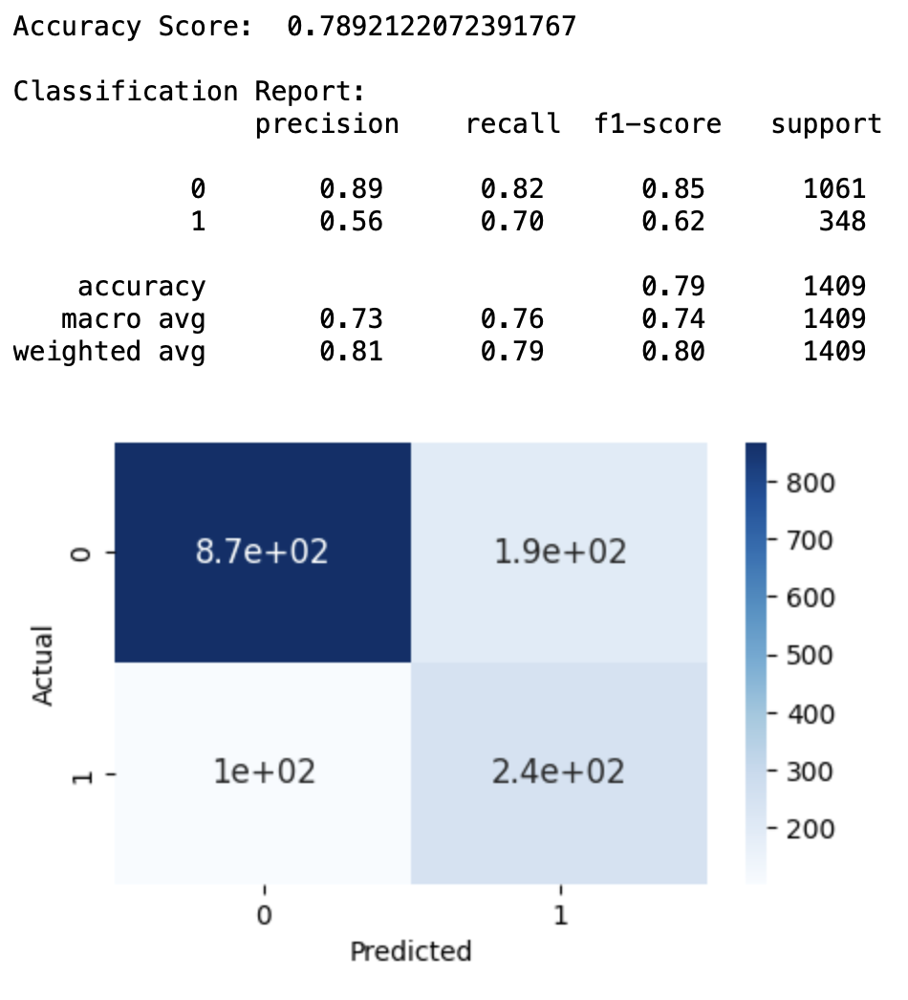 Accuracy Score:  0.7892122072391767
Classification Report:
precision recall f1-score support
0 0.89 0.82 0.85 1061
1 0.56 0.70 0.62 348
accuracy 0.79 1409
macro avg 0.73 0.76 0.74 1409
weighted avg 0.81 0.79 0.80 1409
800
0 8.7e+02 1.9e+02
700
600
500
Actual
400
1 1e+02 2.4e+02
300
200
0 1
Predicted